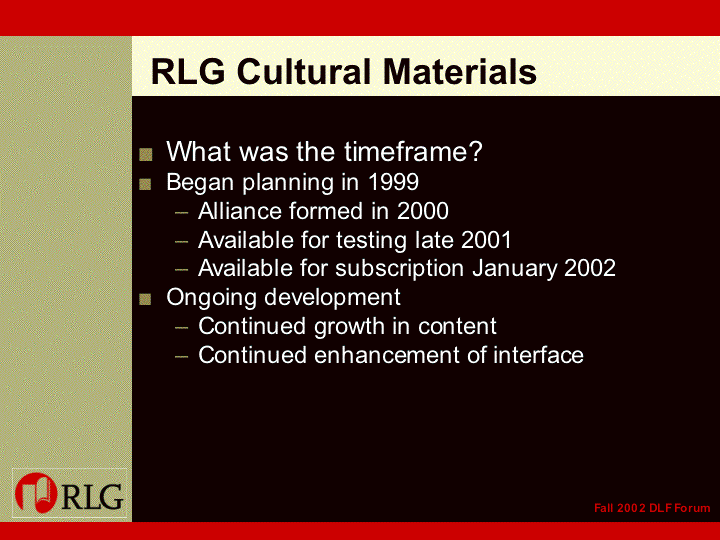 RLG Cultural Materials
What was the timeframe?
Began planning in 1999
– Alliance formed in 2000
– Available for testing late 2001
– Available for subscription January 2002
Ongoing development
– Continued growth in content
– Continued enhancement of interface
RLG
Fall 2002 DLF Forum